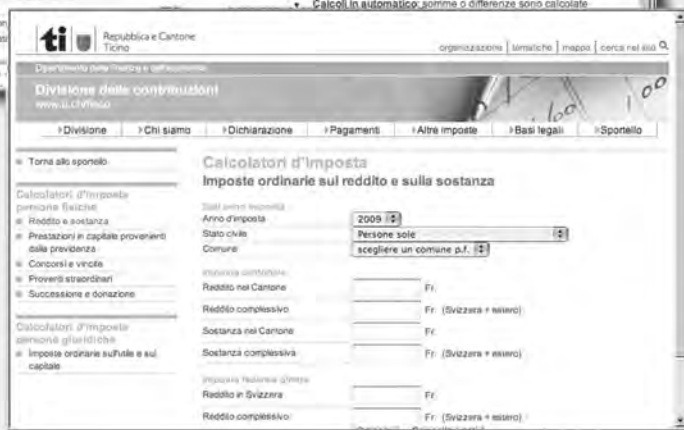 Calcoli in automatico: somme o differenze sono calcolate
ti
Repubblica e Cantone
Ticino
organizzazione | tematiche | mappa | cerca nel sito
Dipartimento delle finanze e dell'economia
Divisione delle contribuzioni
www.ti.ch/fisco
Divisione
Chi siamo
Dichiarazione
Pagamenti
Altre imposte
Basi legali
Sportello
Torna allo sportello
Calcolatori d'imposta
persone fisiche
Reddito e sostanza
Prestazioni in capitale provenienti
dalla previdenza
Concorsi e vincite
Proventi straordinari
Successione e donazione
Calcolatori d'imposta
persone giuridiche
Imposte ordinarie sull'utile e sul
capitale
Calcolatori d'imposta
Imposte ordinarie sul reddito e sulla sostanza
Anno d'imposta 2009
Stato civile Persone sole
Comune scegliere un comune p.f.
Imposta cantonale
Reddito nel Cantone Fr.
Reddito complessivo Fr. (Svizzera + estero)
Sostanza nel Cantone Fr.
Sostanza complessiva Fr. (Svizzera + estero)
Imposta federale diretta
Reddito in Svizzera Fr.
Reddito complessivo Fr. (Svizzera + estero)